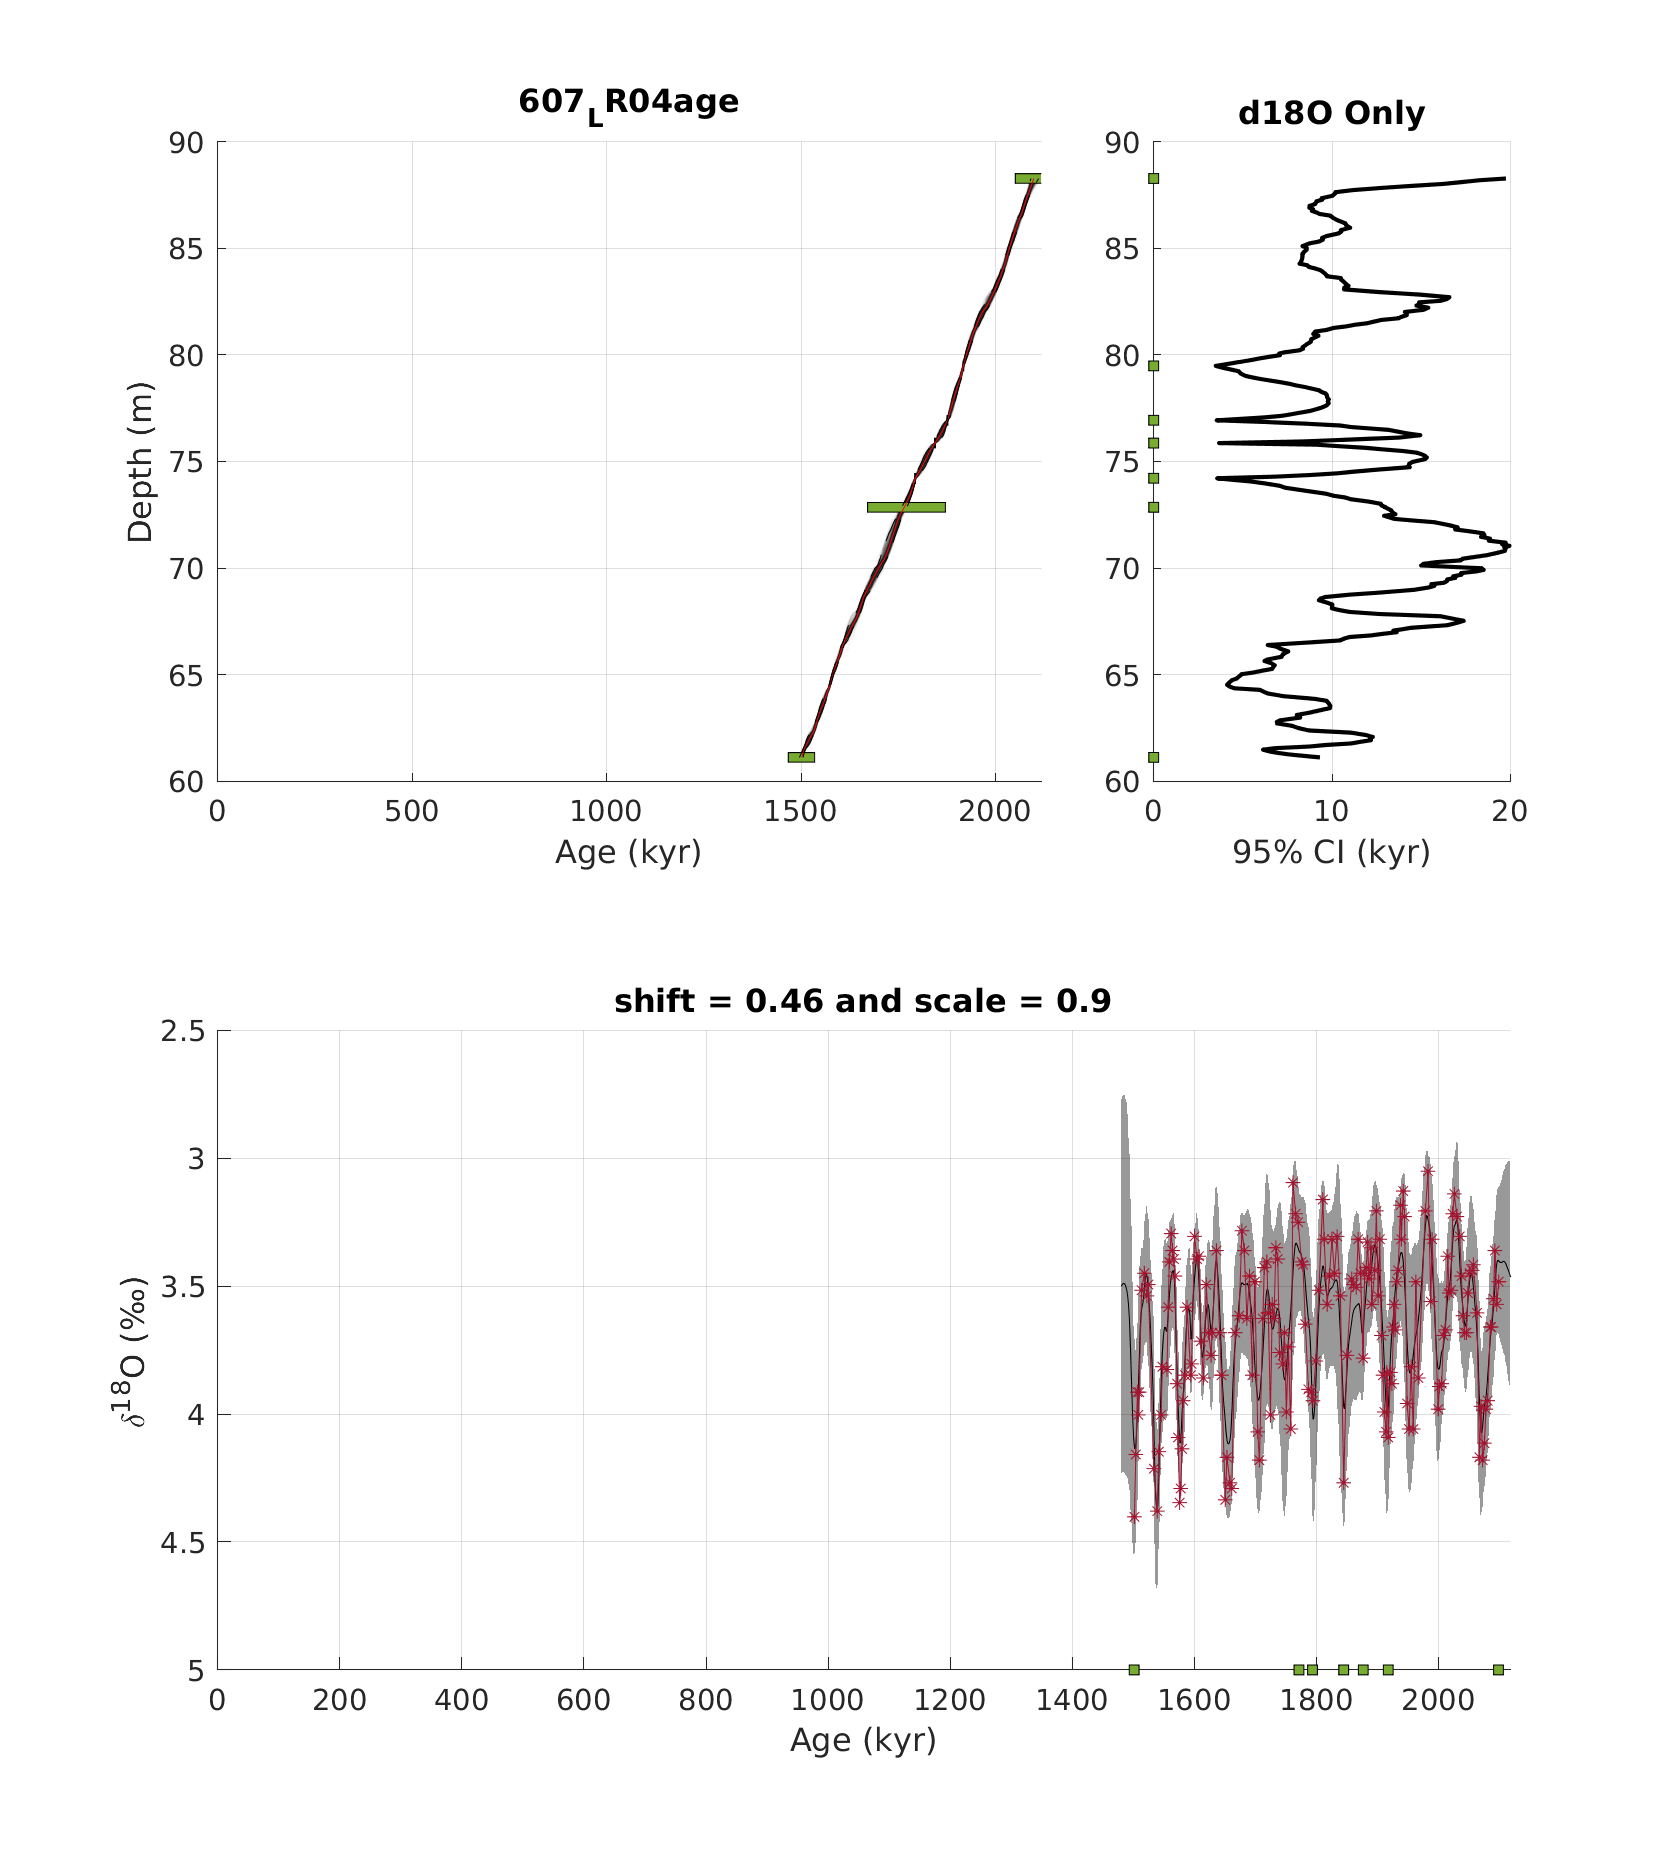 607_LR04age
d18O Only
90
85
80
75
70
65
60
Depth (m)
0 500 1000 1500 2000
Age (kyr)
90
85
80
75
70
65
60
0 10 20
95% CI (kyr)
shift = 0.46 and scale = 0.9
2.5
3
3.5
4
4.5
5
δ18O (‰)
0 200 400 600 800 1000 1200 1400 1600 1800 2000
Age (kyr)